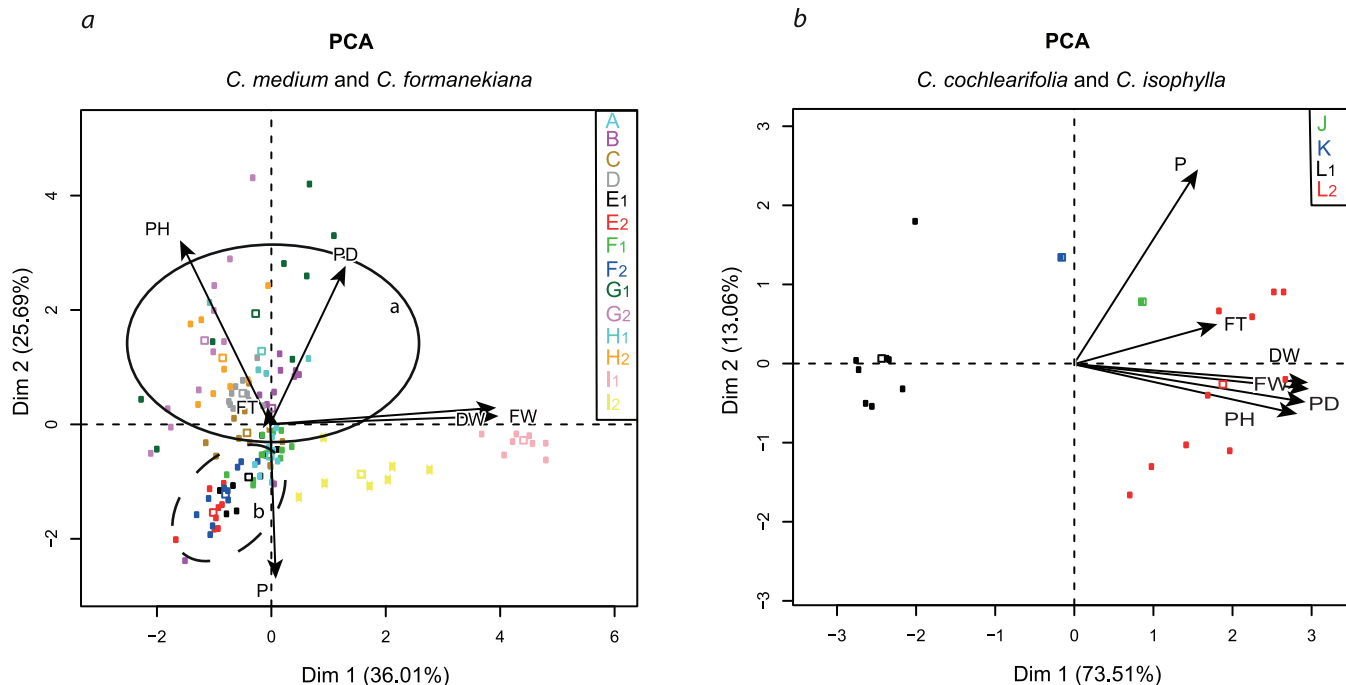 a
PCA
C. medium and C. formanekiana
A
B
C
D
E1
E2
F1
F2
G1
G2
H1
H2
I1
I2
PH
PD
a
FT
DW
FW
b
P
4
2
0
−2
−2
0
2
4
6
Dim 2 (25.69%)
Dim 1 (36.01%)
b
PCA
C. cochlearifolia and C. isophylla
J
K
L1
L2
P
FT
DW
FW
PD
PH
3
2
1
0
−1
−2
−3
−3
−2
−1
0
1
2
3
Dim 2 (13.06%)
Dim 1 (73.51%)